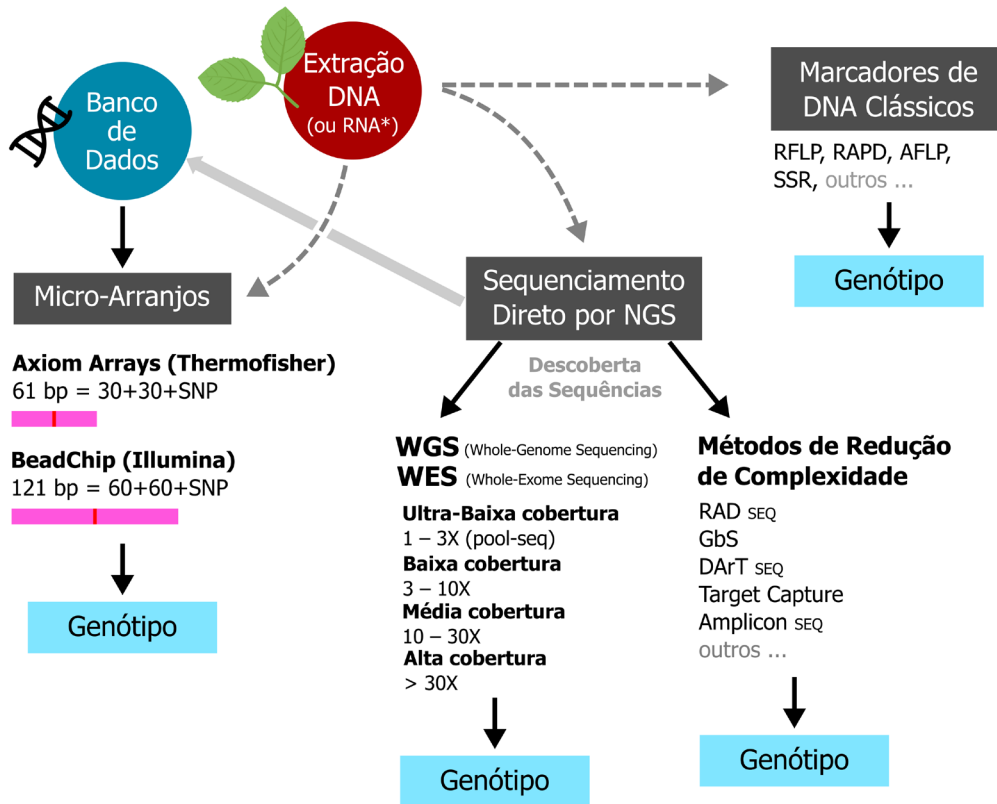 Banco
de
Dados
Extração
DNA
(ou RNA*)
Marcadores de
DNA Clássicos
RFLP, RAPD, AFLP,
SSR, outros ...
Genótipo
Micro-Arranjos
Axiom Arrays (Thermofisher)
61 bp = 30+30+SNP
BeadChip (Illumina)
121 bp = 60+60+SNP
Genótipo
Sequenciamento
Direto por NGS
Descoberta
das Sequências
WGS (Whole-Genome Sequencing)
WES (Whole-Exome Sequencing)
Ultra-Baixa cobertura
1 – 3X (pool-seq)
Baixa cobertura
3 – 10X
Média cobertura
10 – 30X
Alta cobertura
> 30X
Genótipo
Métodos de Redução
de Complexidade
RAD SEQ
GbS
DArT SEQ
Target Capture
Amplicon SEQ
outros ...
Genótipo